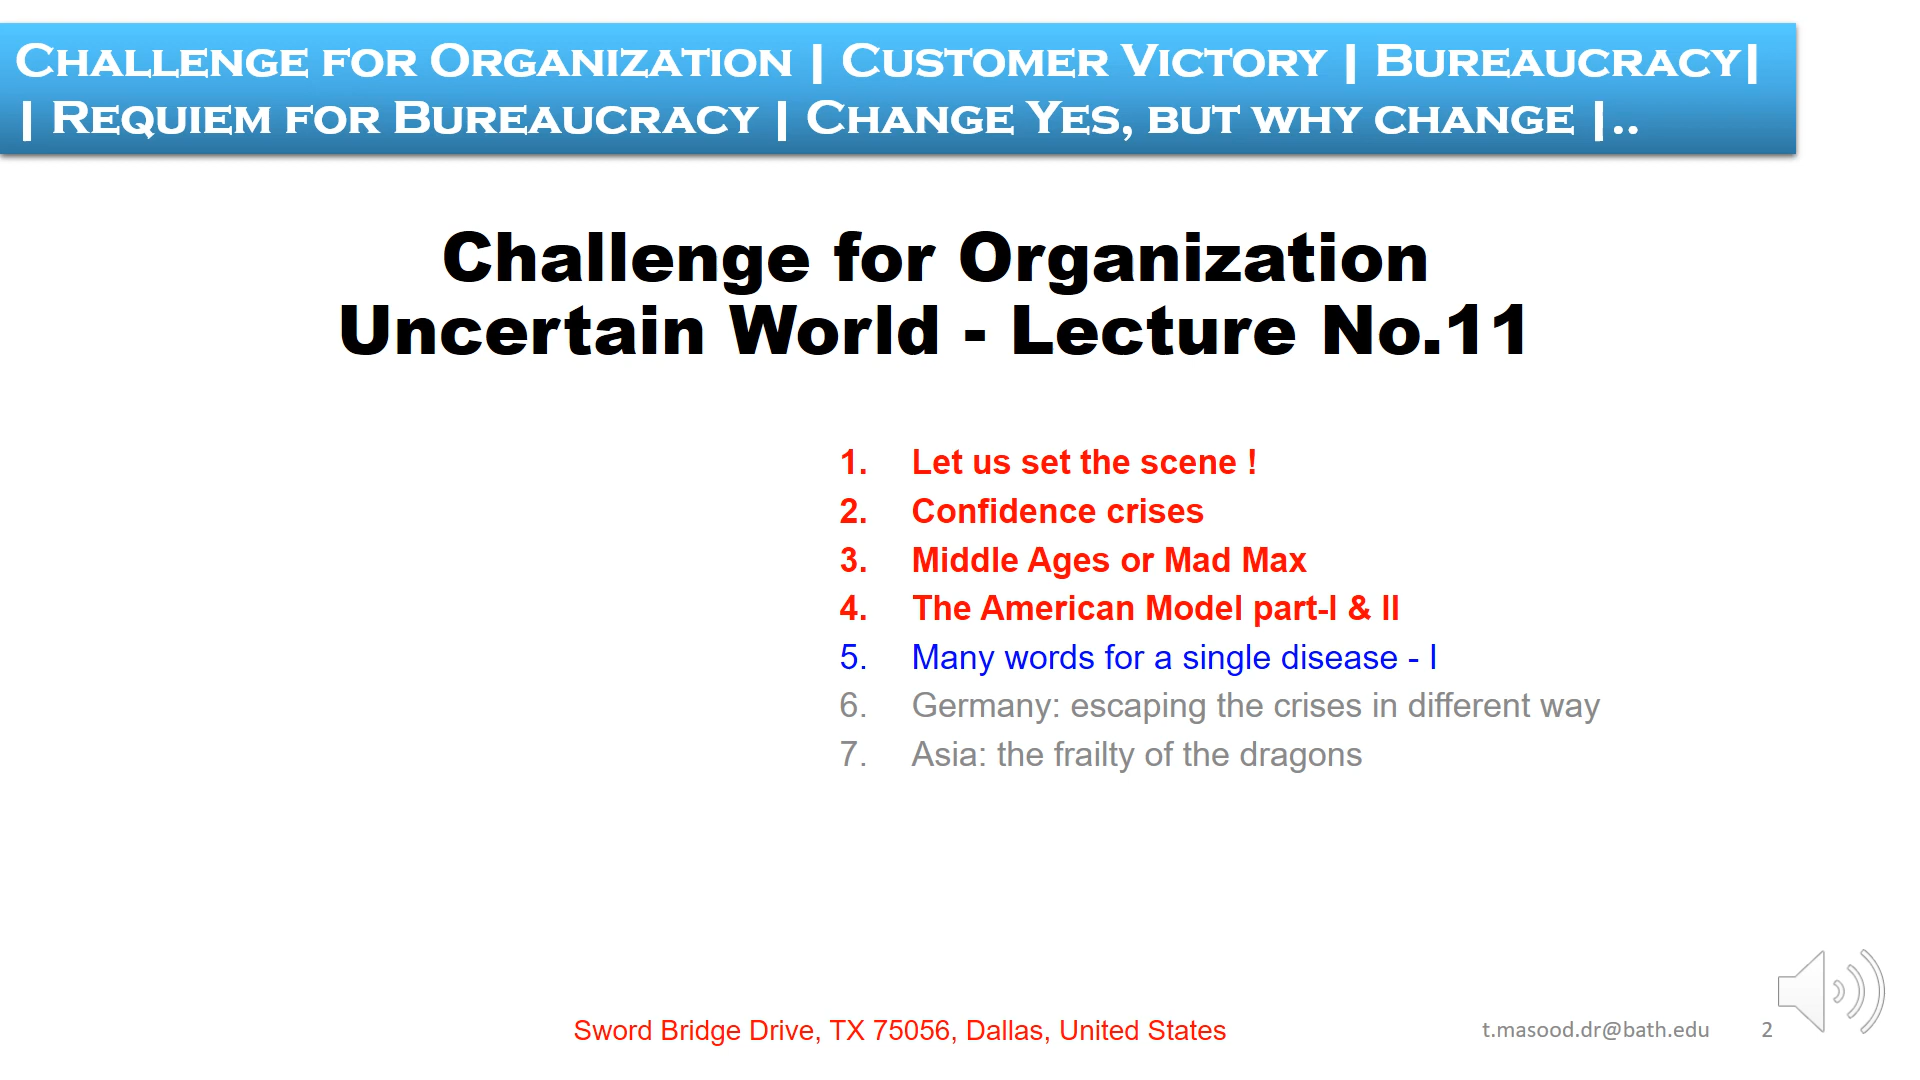 Challenge for Organization | Customer Victory | Bureaucracy|
| Requiem for Bureaucracy | Change Yes, but why change |..
Challenge for Organization
Uncertain World - Lecture No.11
1. Let us set the scene !
2. Confidence crises
3. Middle Ages or Mad Max
4. The American Model part-I & II
5. Many words for a single disease - I
6. Germany: escaping the crises in different way
7. Asia: the frailty of the dragons
Sword Bridge Drive, TX 75056, Dallas, United States
t.masood.dr@bath.edu
2